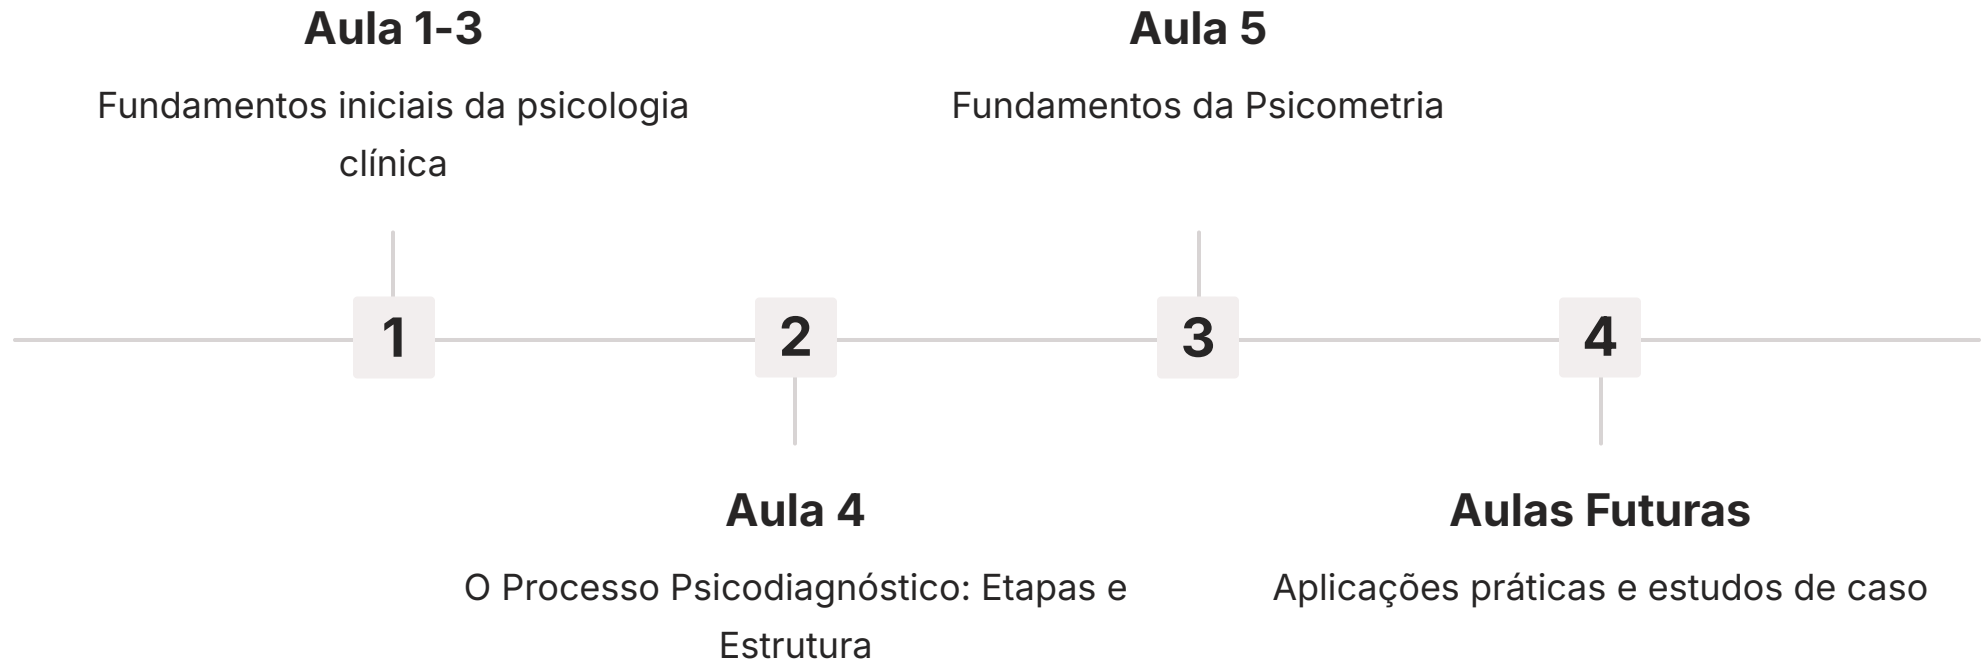 Aula 1-3
Fundamentos iniciais da psicologia
clínica
Aula 5
Fundamentos da Psicometria
1
2
3
4
Aula 4
O Processo Psicodiagnóstico: Etapas e
Estrutura
Aulas Futuras
Aplicações práticas e estudos de caso